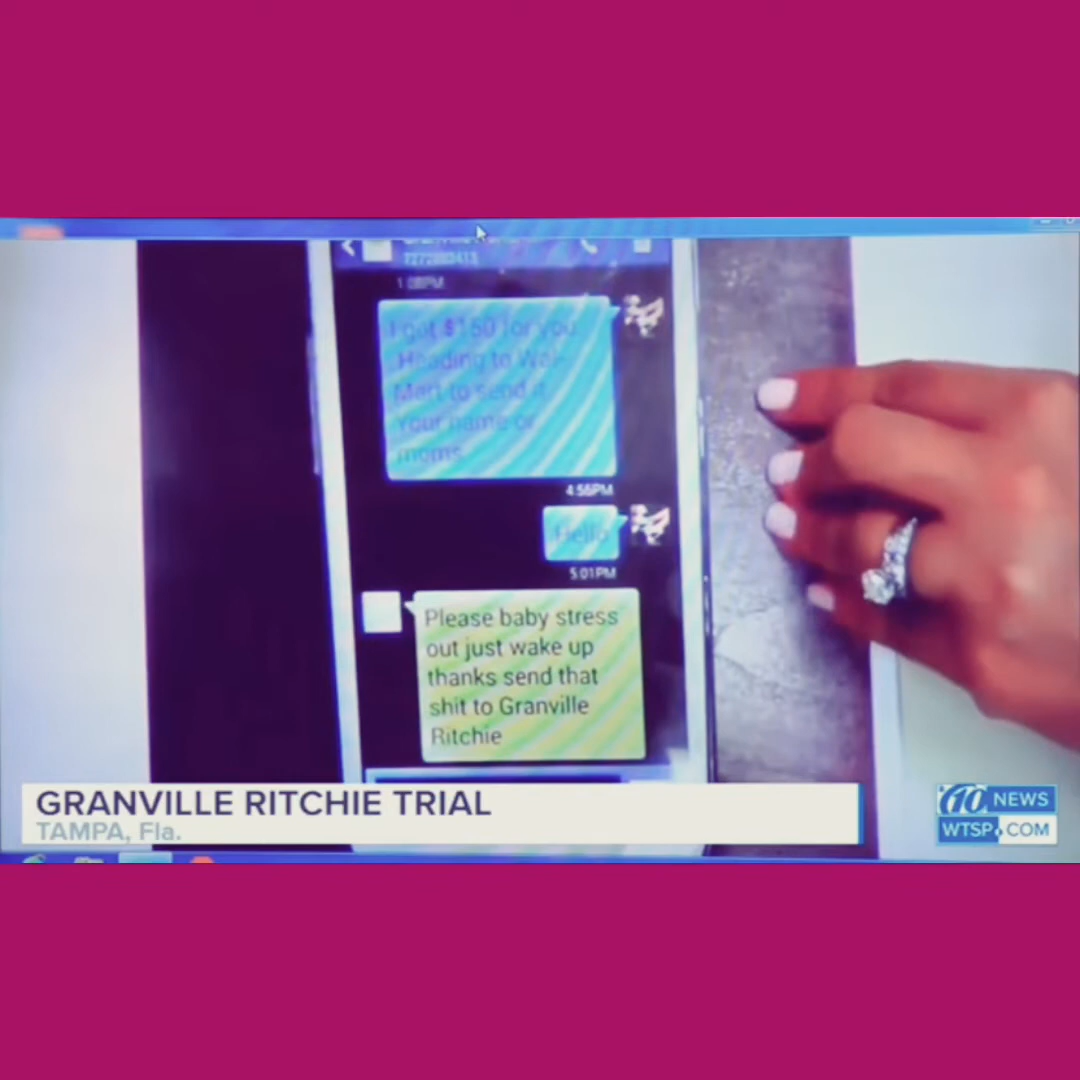 7272883413
1:08PM
I got $150 for you
Heading to Wal-
Mart to send it
your name or
moms
4:56PM
Hello
5:01PM
Please baby stress
out just wake up
thanks send that
shit to Granville
Ritchie
GRANVILLE RITCHIE TRIAL
TAMPA, Fla.
10 NEWS
WTSP.COM